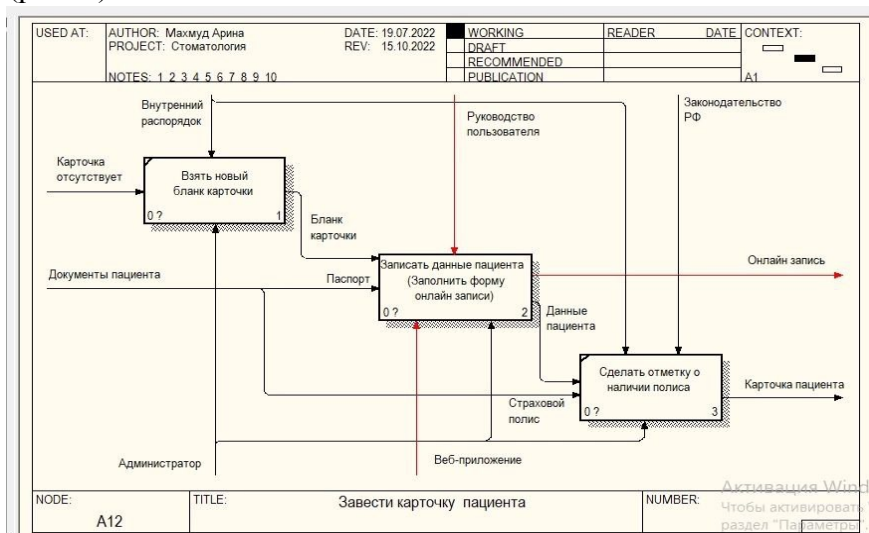 USED AT:
AUTHOR: Махмуд Арина
DATE: 19.07.2022
PROJECT: Стоматология
REV: 15.10.2022
NOTES: 1 2 3 4 5 6 7 8 9 10
WORKING
DRAFT
RECOMMENDED
PUBLICATION
READER
DATE
CONTEXT:
A1
Внутренний
распорядок
Руководство
пользователя
Законодательство
РФ
Карточка
отсутствует
Взять новый
бланк карточки
0 ?
1
Бланк
карточки
Документы пациента
Паспорт
Записать данные пациента
(Заполнить форму
онлайн записи)
0 ?
2
Онлайн запись
Данные
пациента
Сделать отметку о
наличии полиса
0 ?
3
Карточка пациента
Страховой
полис
Администратор
Веб-приложение
NODE:
A12
TITLE:
Завести карточку пациента
NUMBER:
Активация Wind
Чтобы активировать
раздел "Параметры".